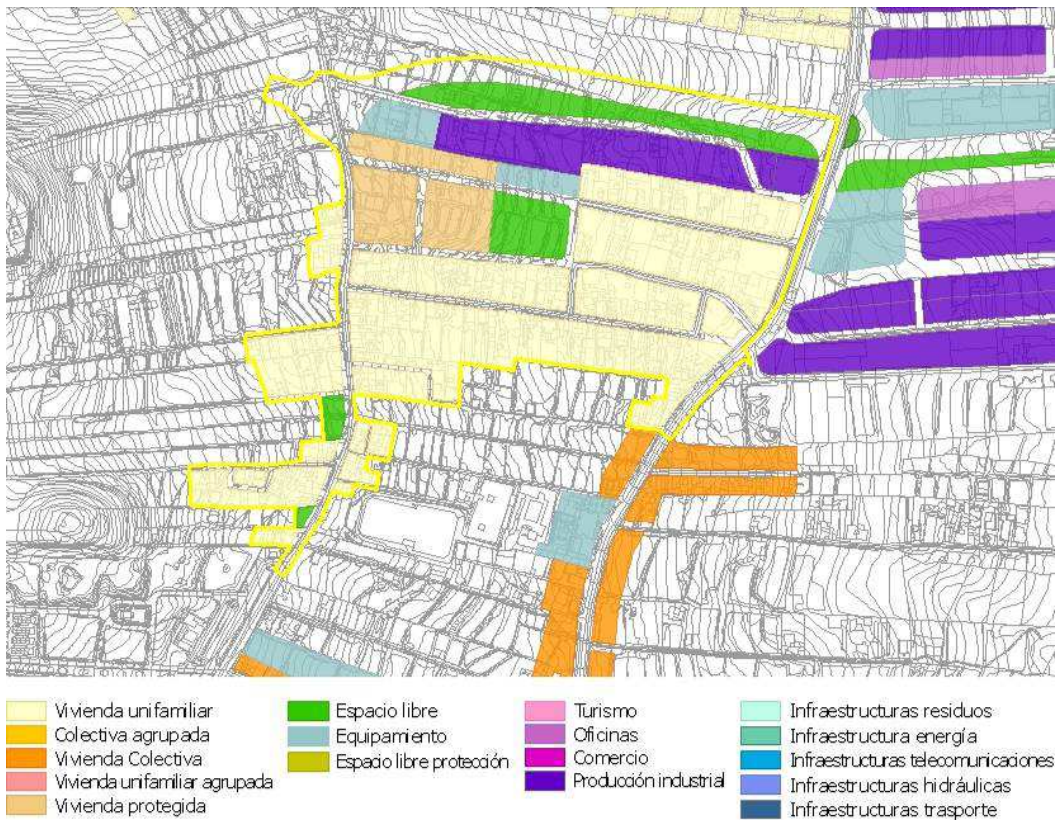 Vivienda unifamiliar
Colectiva agrupada
Vivienda Colectiva
Vivienda unifamiliar agrupada
Vivienda protegida
Espacio libre
Equipamiento
Espacio libre protección
Turismo
Oficinas
Comercio
Producción industrial
Infraestructuras residuos
Infraestructura energía
Infraestructuras telecomunicaciones
Infraestructuras hidráulicas
Infraestructuras trasporte